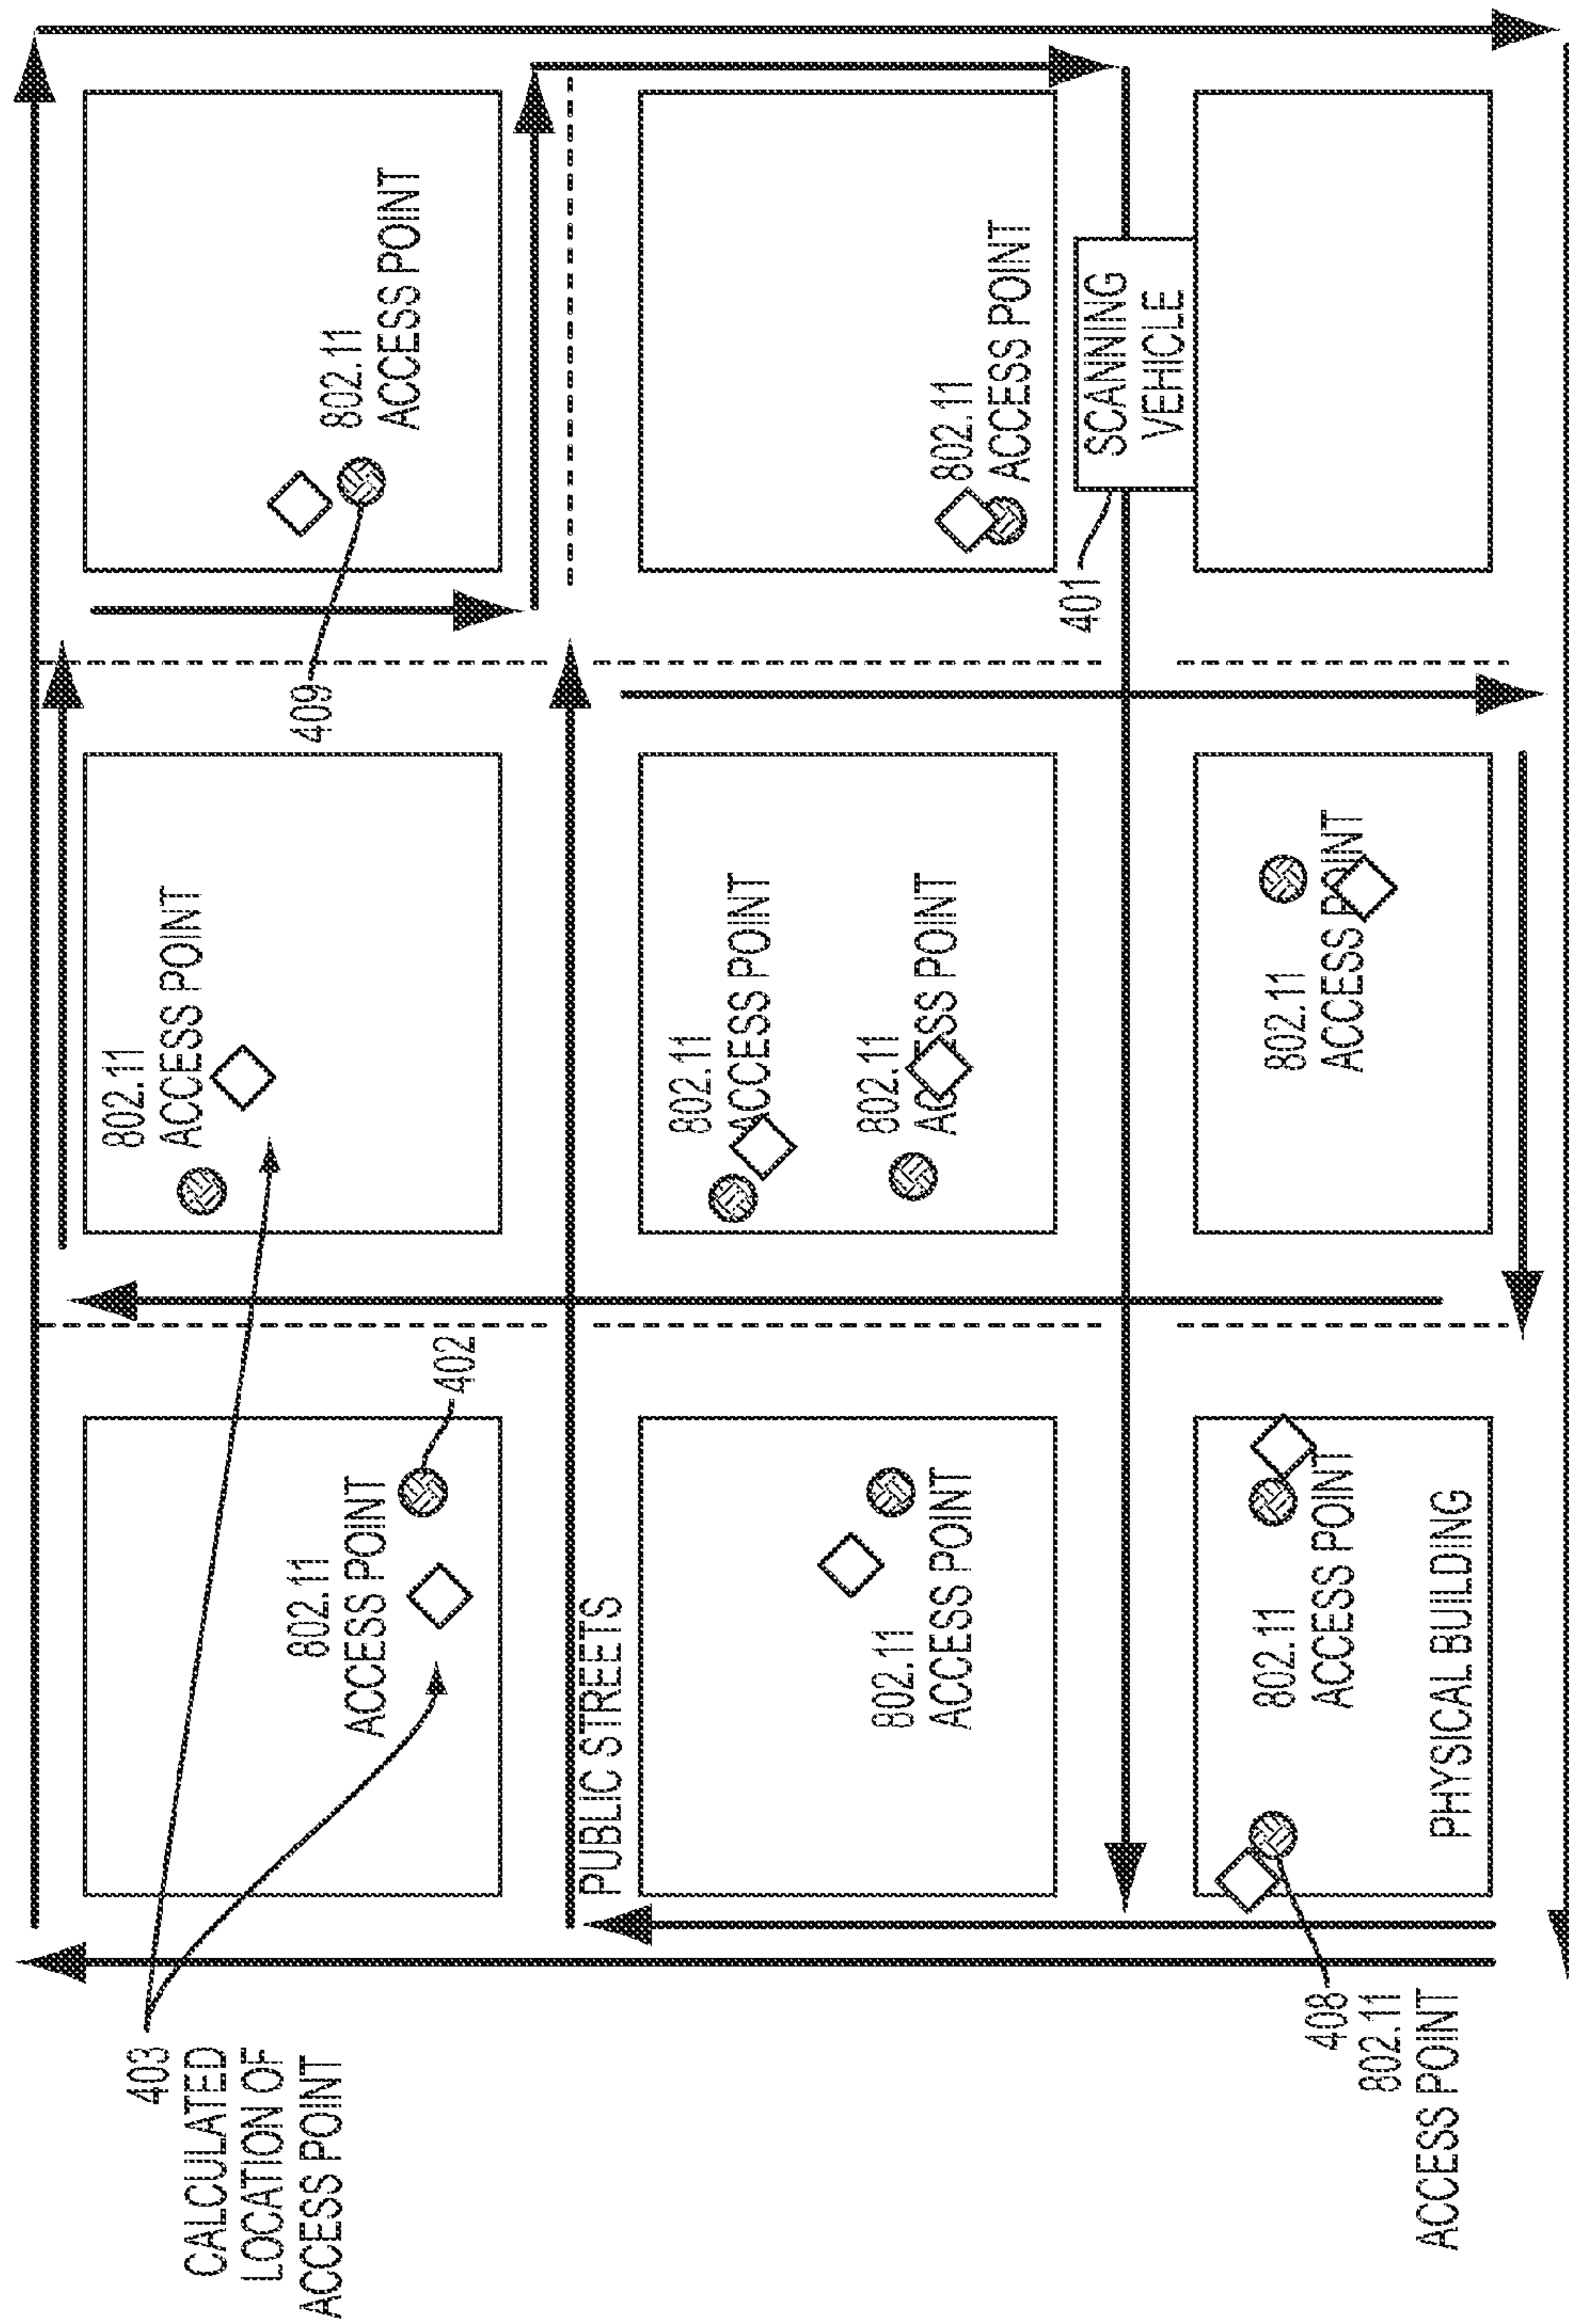 403
CALCULATED
LOCATION OF
ACCESS POINT
802.11
ACCESS POINT
802.11
ACCESS POINT
402
409
802.11
ACCESS POINT
PUBLIC STREETS
802.11
ACCESS POINT
802.11
ACCESS POINT
802.11
ACCESS POINT
802.11
ACCESS POINT
401
SCANNING
VEHICLE
802.11
ACCESS POINT
802.11
ACCESS POINT
408
802.11
ACCESS POINT
PHYSICAL BUILDING